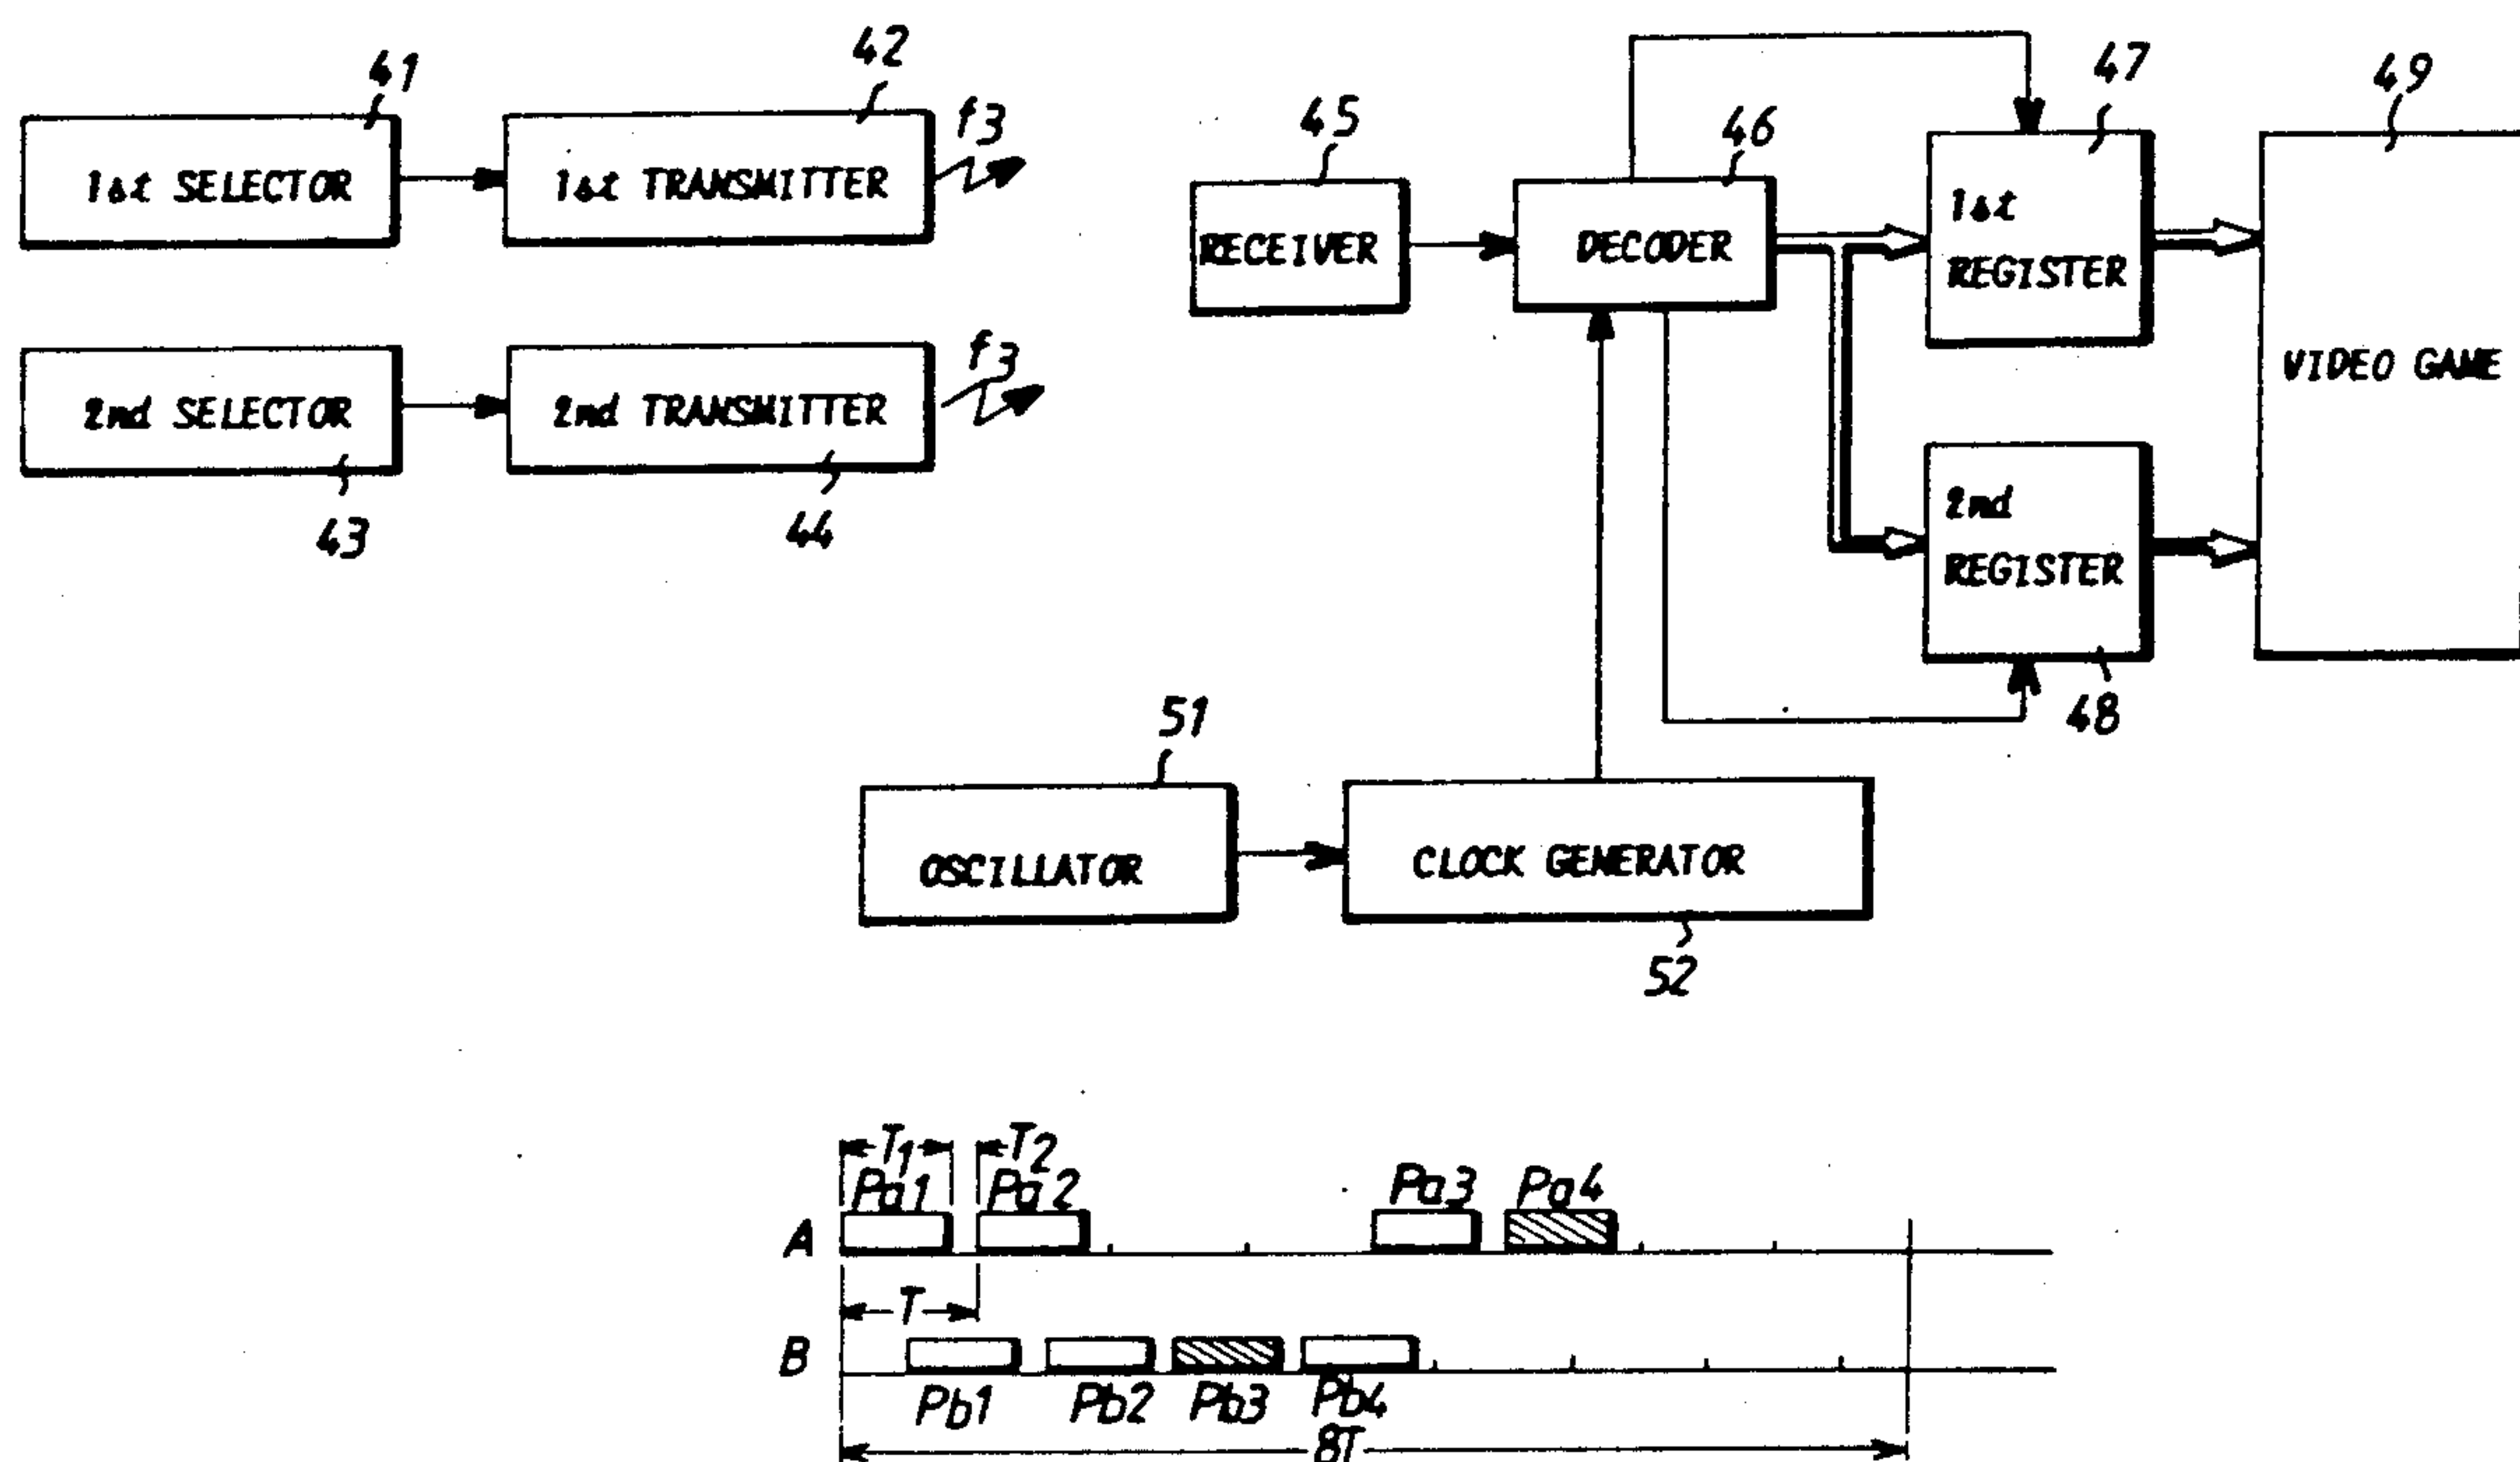 41
42
f3
1st SELECTOR
1st TRANSMITTER
45
46
47
49
RECEIVER
DECODER
1st
REGISTER
VIDEO GAME
f3
2nd SELECTOR
2nd TRANSMITTER
43
44
2nd
REGISTER
48
51
OSCILLATOR
CLOCK GENERATOR
52
T1
T2
Pa1
Pa2
Pa3
Pa4
A
T
B
Pb1
Pb2
Pb3
Pb4
8T